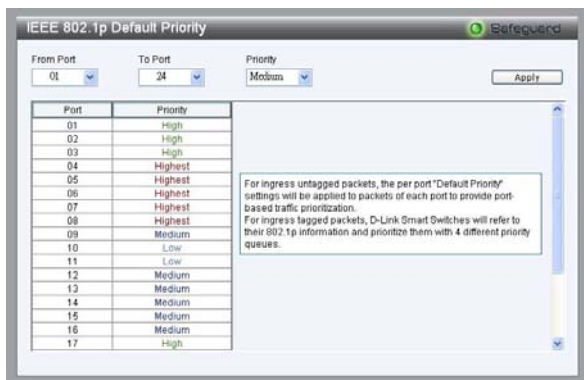 IEEE 802.1p Default Priority
Safeguard
From Port To Port Priority
01 24 Medium Apply
Port Priority
01 High
02 High
03 High
04 Highest
05 Highest
06 Highest
07 Highest
08 Highest
09 Medium
10 Low
11 Low
12 Medium
13 Medium
14 Medium
15 Medium
16 Medium
17 High
For ingress untagged packets, the per port "Default Priority"
settings will be applied to packets of each port to provide port-
based traffic prioritization.
For ingress tagged packets, D-Link Smart Switches will refer to
their 802.1p information and prioritize them with 4 different priority
queues.